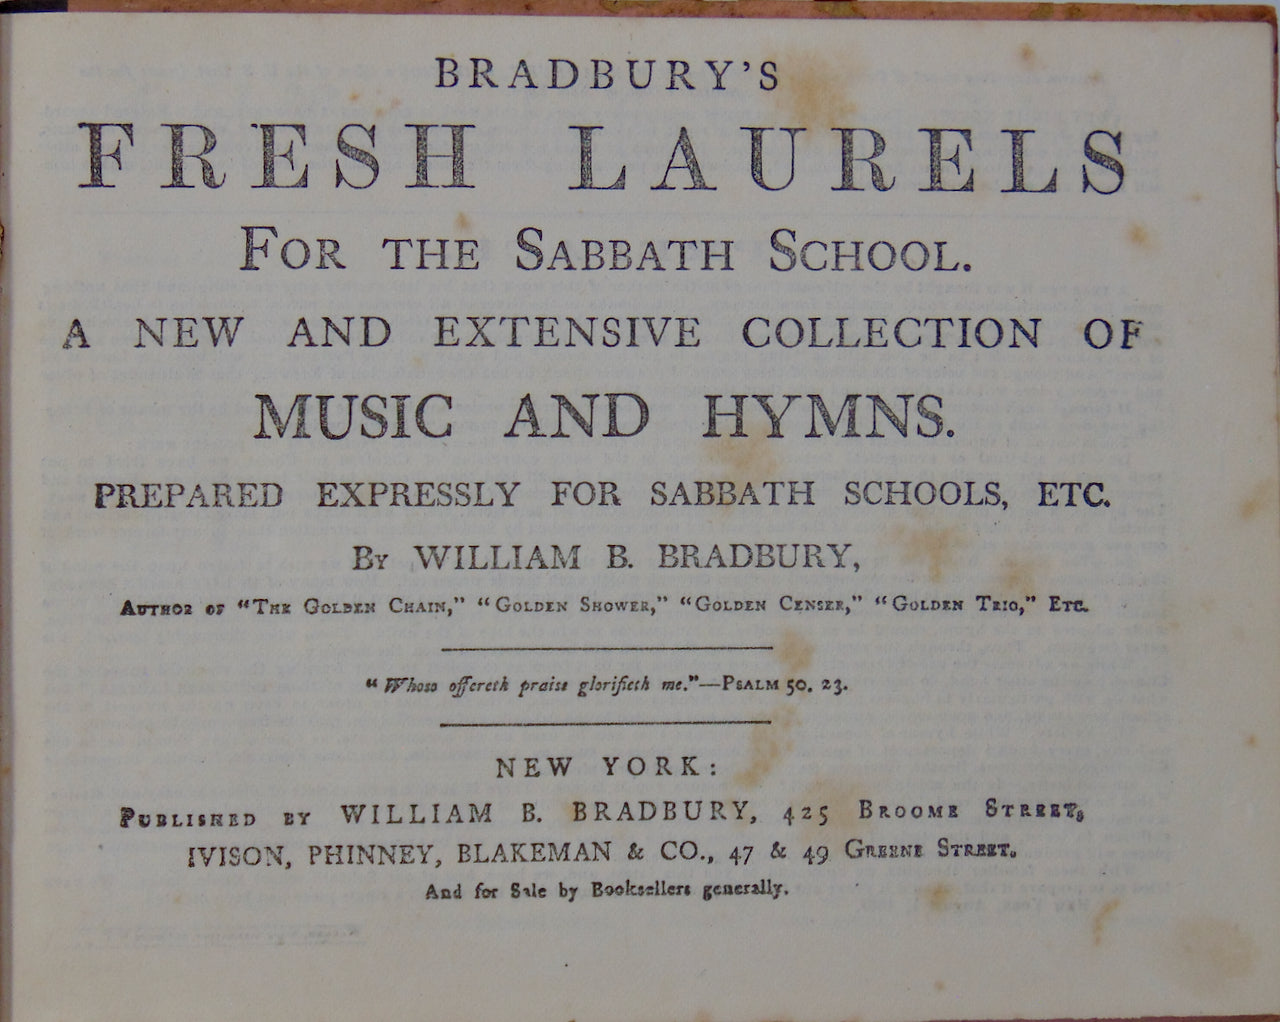 BRADBURY'S
FRESH LAURELS
FOR THE SABBATH SCHOOL.
A NEW AND EXTENSIVE COLLECTION OF
MUSIC AND HYMNS.
PREPARED EXPRESSLY FOR SABBATH SCHOOLS, ETC.
BY WILLIAM B. BRADBURY,
AUTHOR OF "THE GOLDEN CHAIN," "GOLDEN SHOWER," "GOLDEN CENSER," "GOLDEN TRIO," ETC.
"Whoso offereth praise glorifieth me."—PSALM 50. 23.
NEW YORK:
PUBLISHED BY WILLIAM B. BRADBURY, 425 BROOME STREET,
IVISON, PHINNEY, BLAKEMAN & CO., 47 & 49 GREENE STREET.
And for Sale by Booksellers generally.